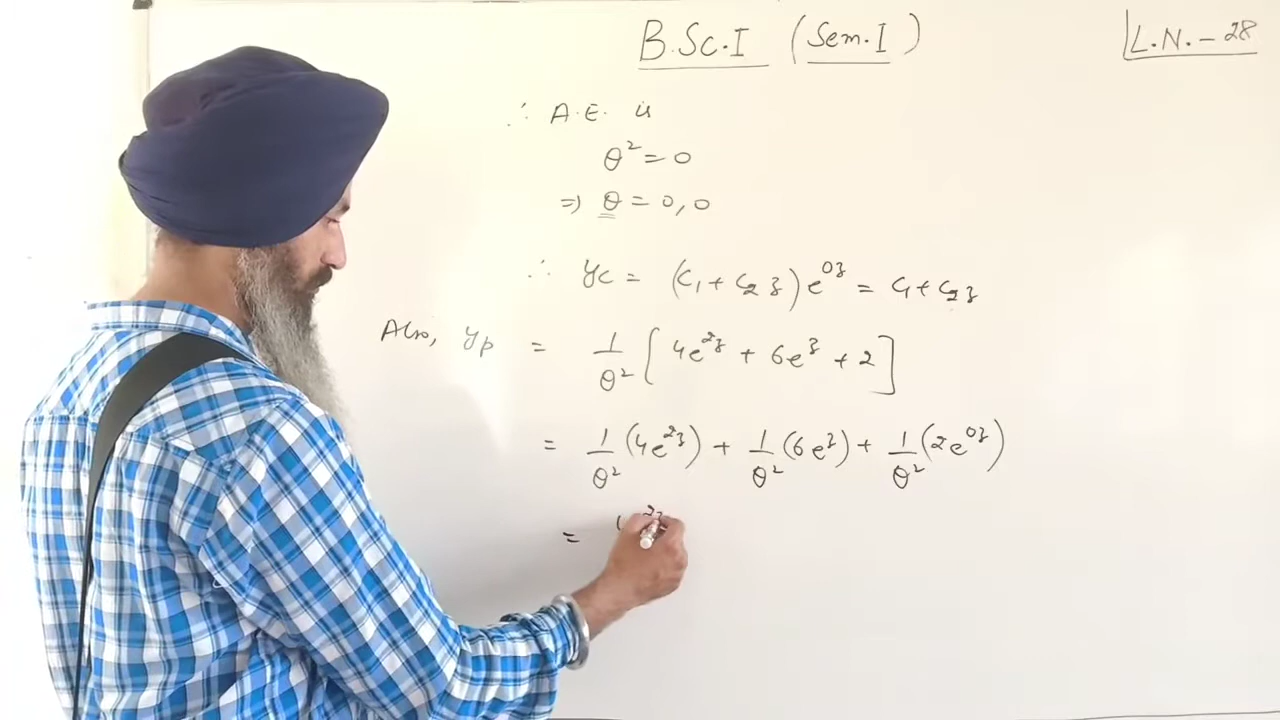 B.Sc.I (Sem.I)
L.N.-28
∴ A.E. is
θ² = 0
⇒ θ = 0, 0
∴ yc = (c₁ + c₂ z) e^{0z} = c₁ + c₂z
Also, yp = 1/θ² [4e^{2z} + 6e^{z} + 2]
= 1/θ² (4e^{2z}) + 1/θ² (6e^{z}) + 1/θ² (2e^{0z})
=